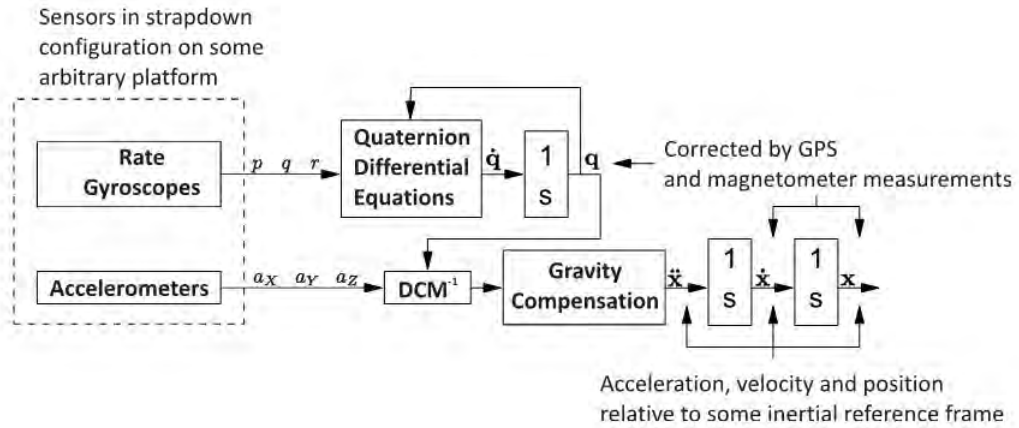 Sensors in strapdown
configuration on some
arbitrary platform
Rate
Gyroscopes
p q r
Quaternion
Differential
Equations
q̇
1
s
q
Corrected by GPS
and magnetometer measurements
Accelerometers
aX aY aZ
DCM⁻¹
Gravity
Compensation
ẍ
1
s
ẋ
1
s
x
Acceleration, velocity and position
relative to some inertial reference frame